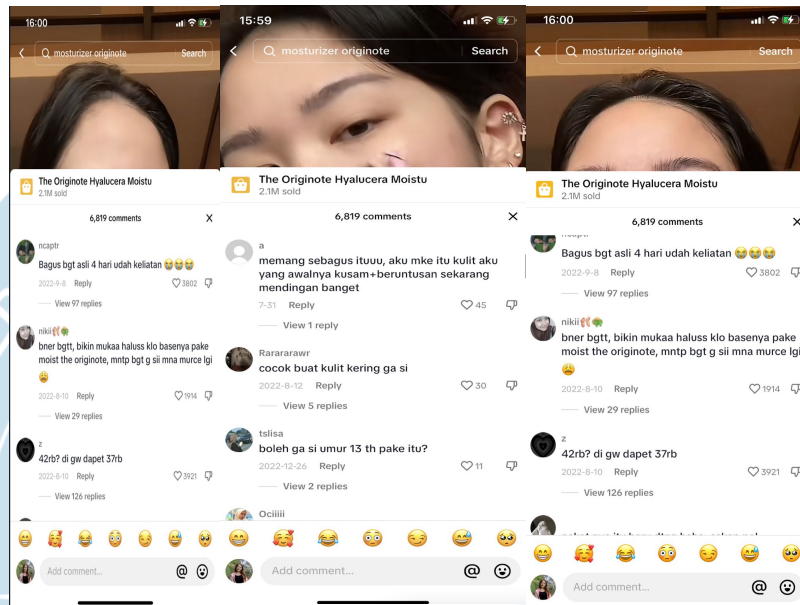 16:00
mosturizer originote
Search
The Originote Hyalucera Moistu
2.1M sold
6,819 comments
X
ncaptr
Bagus bgt asli 4 hari udah keliatan 😭😭😭
2022-9-8 Reply
3802
View 97 replies
nikii
bner bgtt, bikin mukaa haluss klo basenya pake
moist the originote, mntp bgt g sii mna murce lgi
😩
2022-8-10 Reply
1914
View 29 replies
z
42rb? di gw dapet 37rb
2022-8-10 Reply
3921
View 126 replies
Add comment...
@
15:59
mosturizer originote
Search
The Originote Hyalucera Moistu
2.1M sold
6,819 comments
X
a
memang sebagus ituuu, aku mke itu kulit aku
yang awalnya kusam+beruntusan sekarang
mendingan banget
7-31 Reply
45
View 1 reply
Rararararwr
cocok buat kulit kering ga si
2022-8-12 Reply
30
View 5 replies
tslisa
boleh ga si umur 13 th pake itu?
2022-12-26 Reply
11
View 2 replies
Ociiiii
Add comment...
@
16:00
mosturizer originote
Search
The Originote Hyalucera Moistu
2.1M sold
6,819 comments
X
ncaptr
Bagus bgt asli 4 hari udah keliatan 😭😭😭
2022-9-8 Reply
3802
View 97 replies
nikii
bner bgtt, bikin mukaa haluss klo basenya pake
moist the originote, mntp bgt g sii mna murce lgi
😩
2022-8-10 Reply
1914
View 29 replies
z
42rb? di gw dapet 37rb
2022-8-10 Reply
3921
View 126 replies
Add comment...
@